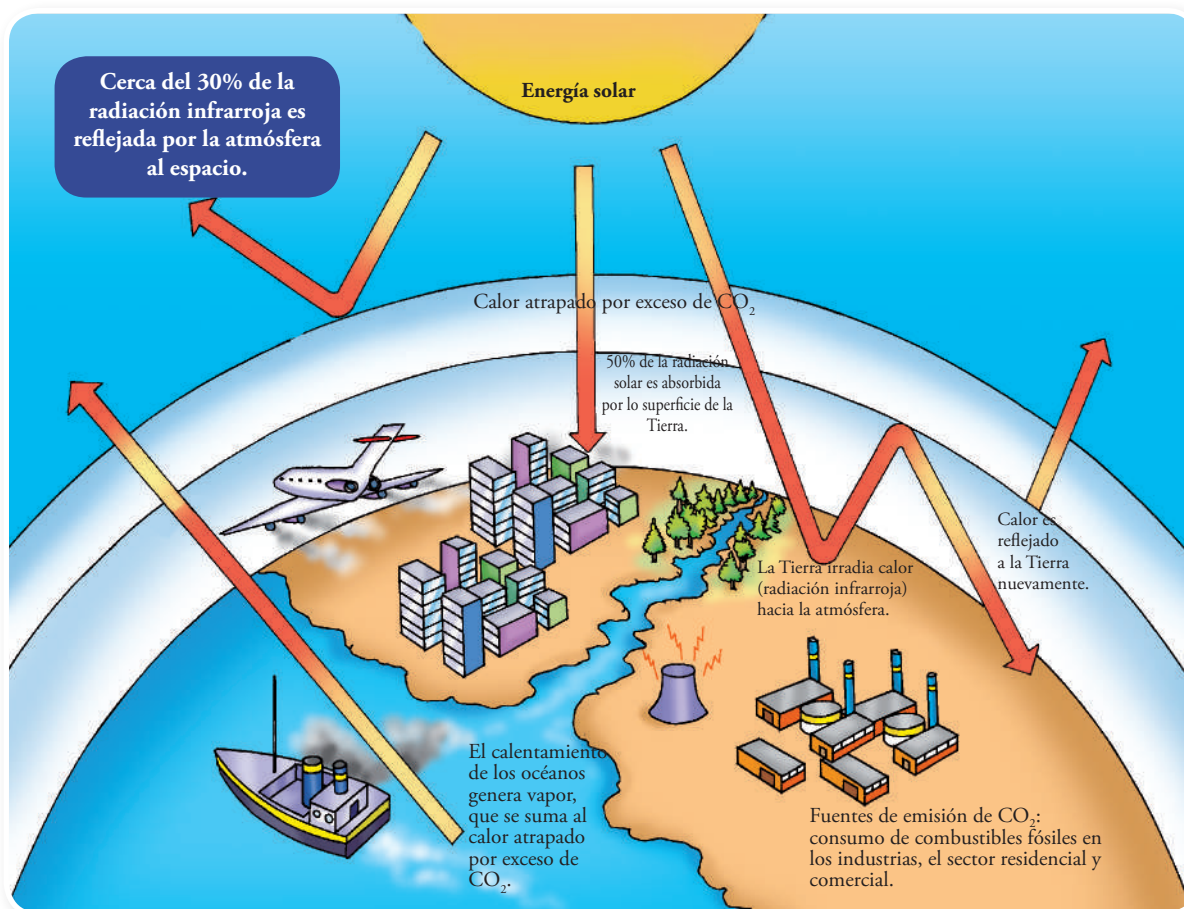 Cerca del 30% de la
radiación infrarroja es
reflejada por la atmósfera
al espacio.
Energía solar
Calor atrapado por exceso de CO₂
50% de la radiación
solar es absorbida
por lo superficie de la
Tierra.
Calor es
reflejado
a la Tierra
nuevamente.
La Tierra irradia calor
(radiación infrarroja)
hacia la atmósfera.
El calentamiento
de los océanos
genera vapor,
que se suma al
calor atrapado
por exceso de
CO₂.
Fuentes de emisión de CO₂:
consumo de combustibles fósiles en
los industrias, el sector residencial y
comercial.